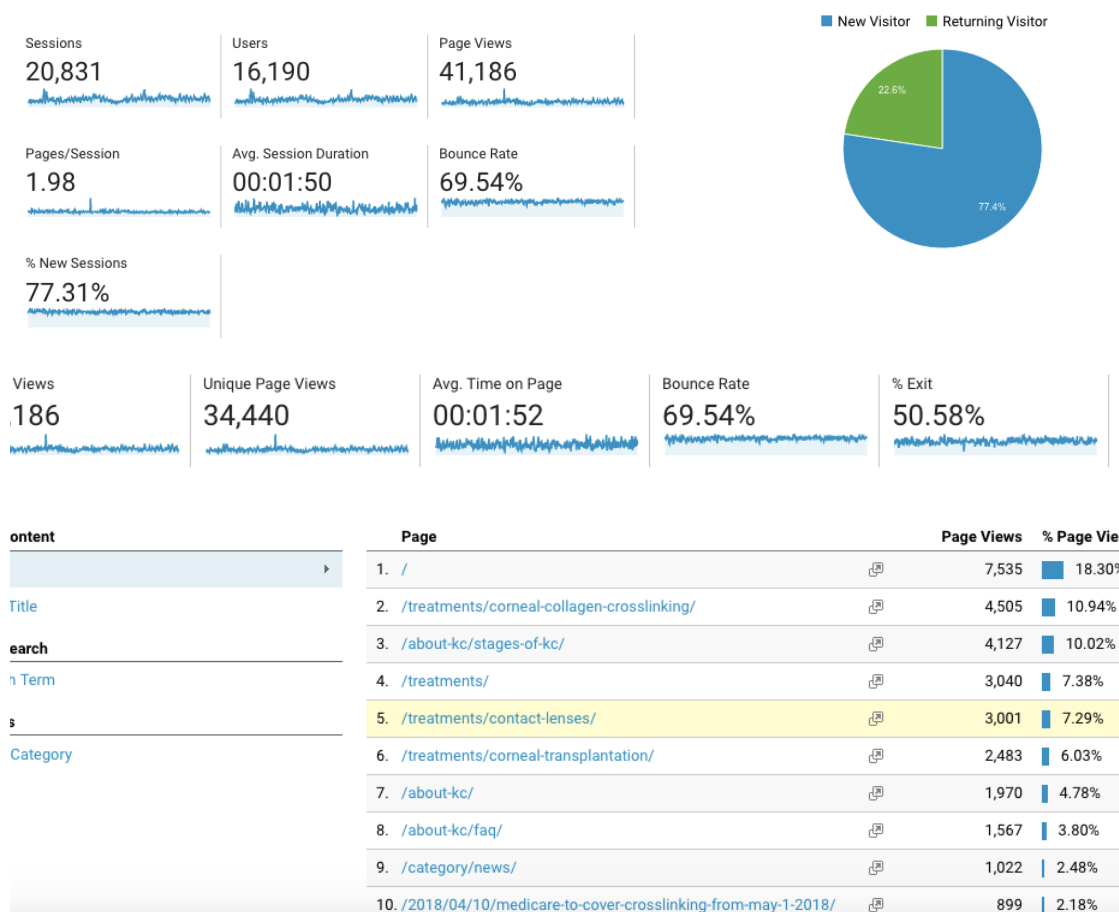 New Visitor Returning Visitor
Sessions Users Page Views
20,831 16,190 41,186
22.6%
77.4%
Pages/Session Avg. Session Duration Bounce Rate
1.98 00:01:50 69.54%
% New Sessions
77.31%
Views Unique Page Views Avg. Time on Page Bounce Rate % Exit
.186 34,440 00:01:52 69.54% 50.58%
ontent
Title
earch
h Term
s
Category
Page Page Views % Page Vie
1. / 7,535 18.30%
2. /treatments/corneal-collagen-crosslinking/ 4,505 10.94%
3. /about-kc/stages-of-kc/ 4,127 10.02%
4. /treatments/ 3,040 7.38%
5. /treatments/contact-lenses/ 3,001 7.29%
6. /treatments/corneal-transplantation/ 2,483 6.03%
7. /about-kc/ 1,970 4.78%
8. /about-kc/faq/ 1,567 3.80%
9. /category/news/ 1,022 2.48%
10. /2018/04/10/medicare-to-cover-crosslinking-from-may-1-2018/ 899 2.18%